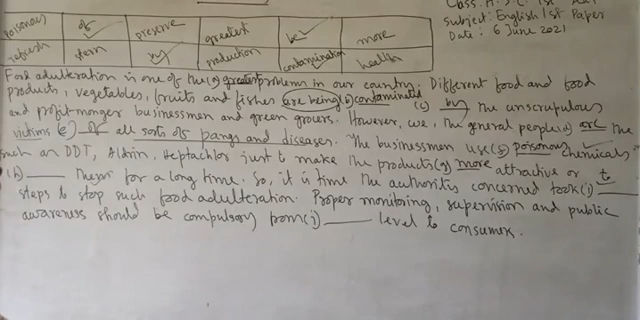 Class: H.S.C. 1st
Subject: English 1st Paper
Date: 6 June 2021
poisonous of preserve greatest be more
refresh stern by production contamination health
Food adulteration is one of the (a) greatest problem in our country. Different food and food
products, vegetables, fruits and fishes are being (b) contaminated (c) by the unscrupulous
and profit-monger businessmen and green grocers. However, we, the general people (d) are the
victims (e) of all sorts of pangs and diseases. The businessmen use (f) poisonous chemicals
such as DDT, Aldrin, Heptachlor just to make the products (g) more attractive or to
(h) ____ them for a long time. So, it is time the authorities concerned took (i) ____
steps to stop such food adulteration. Proper monitoring, supervision and public
awareness should be compulsory from (j) ____ level to consumer.